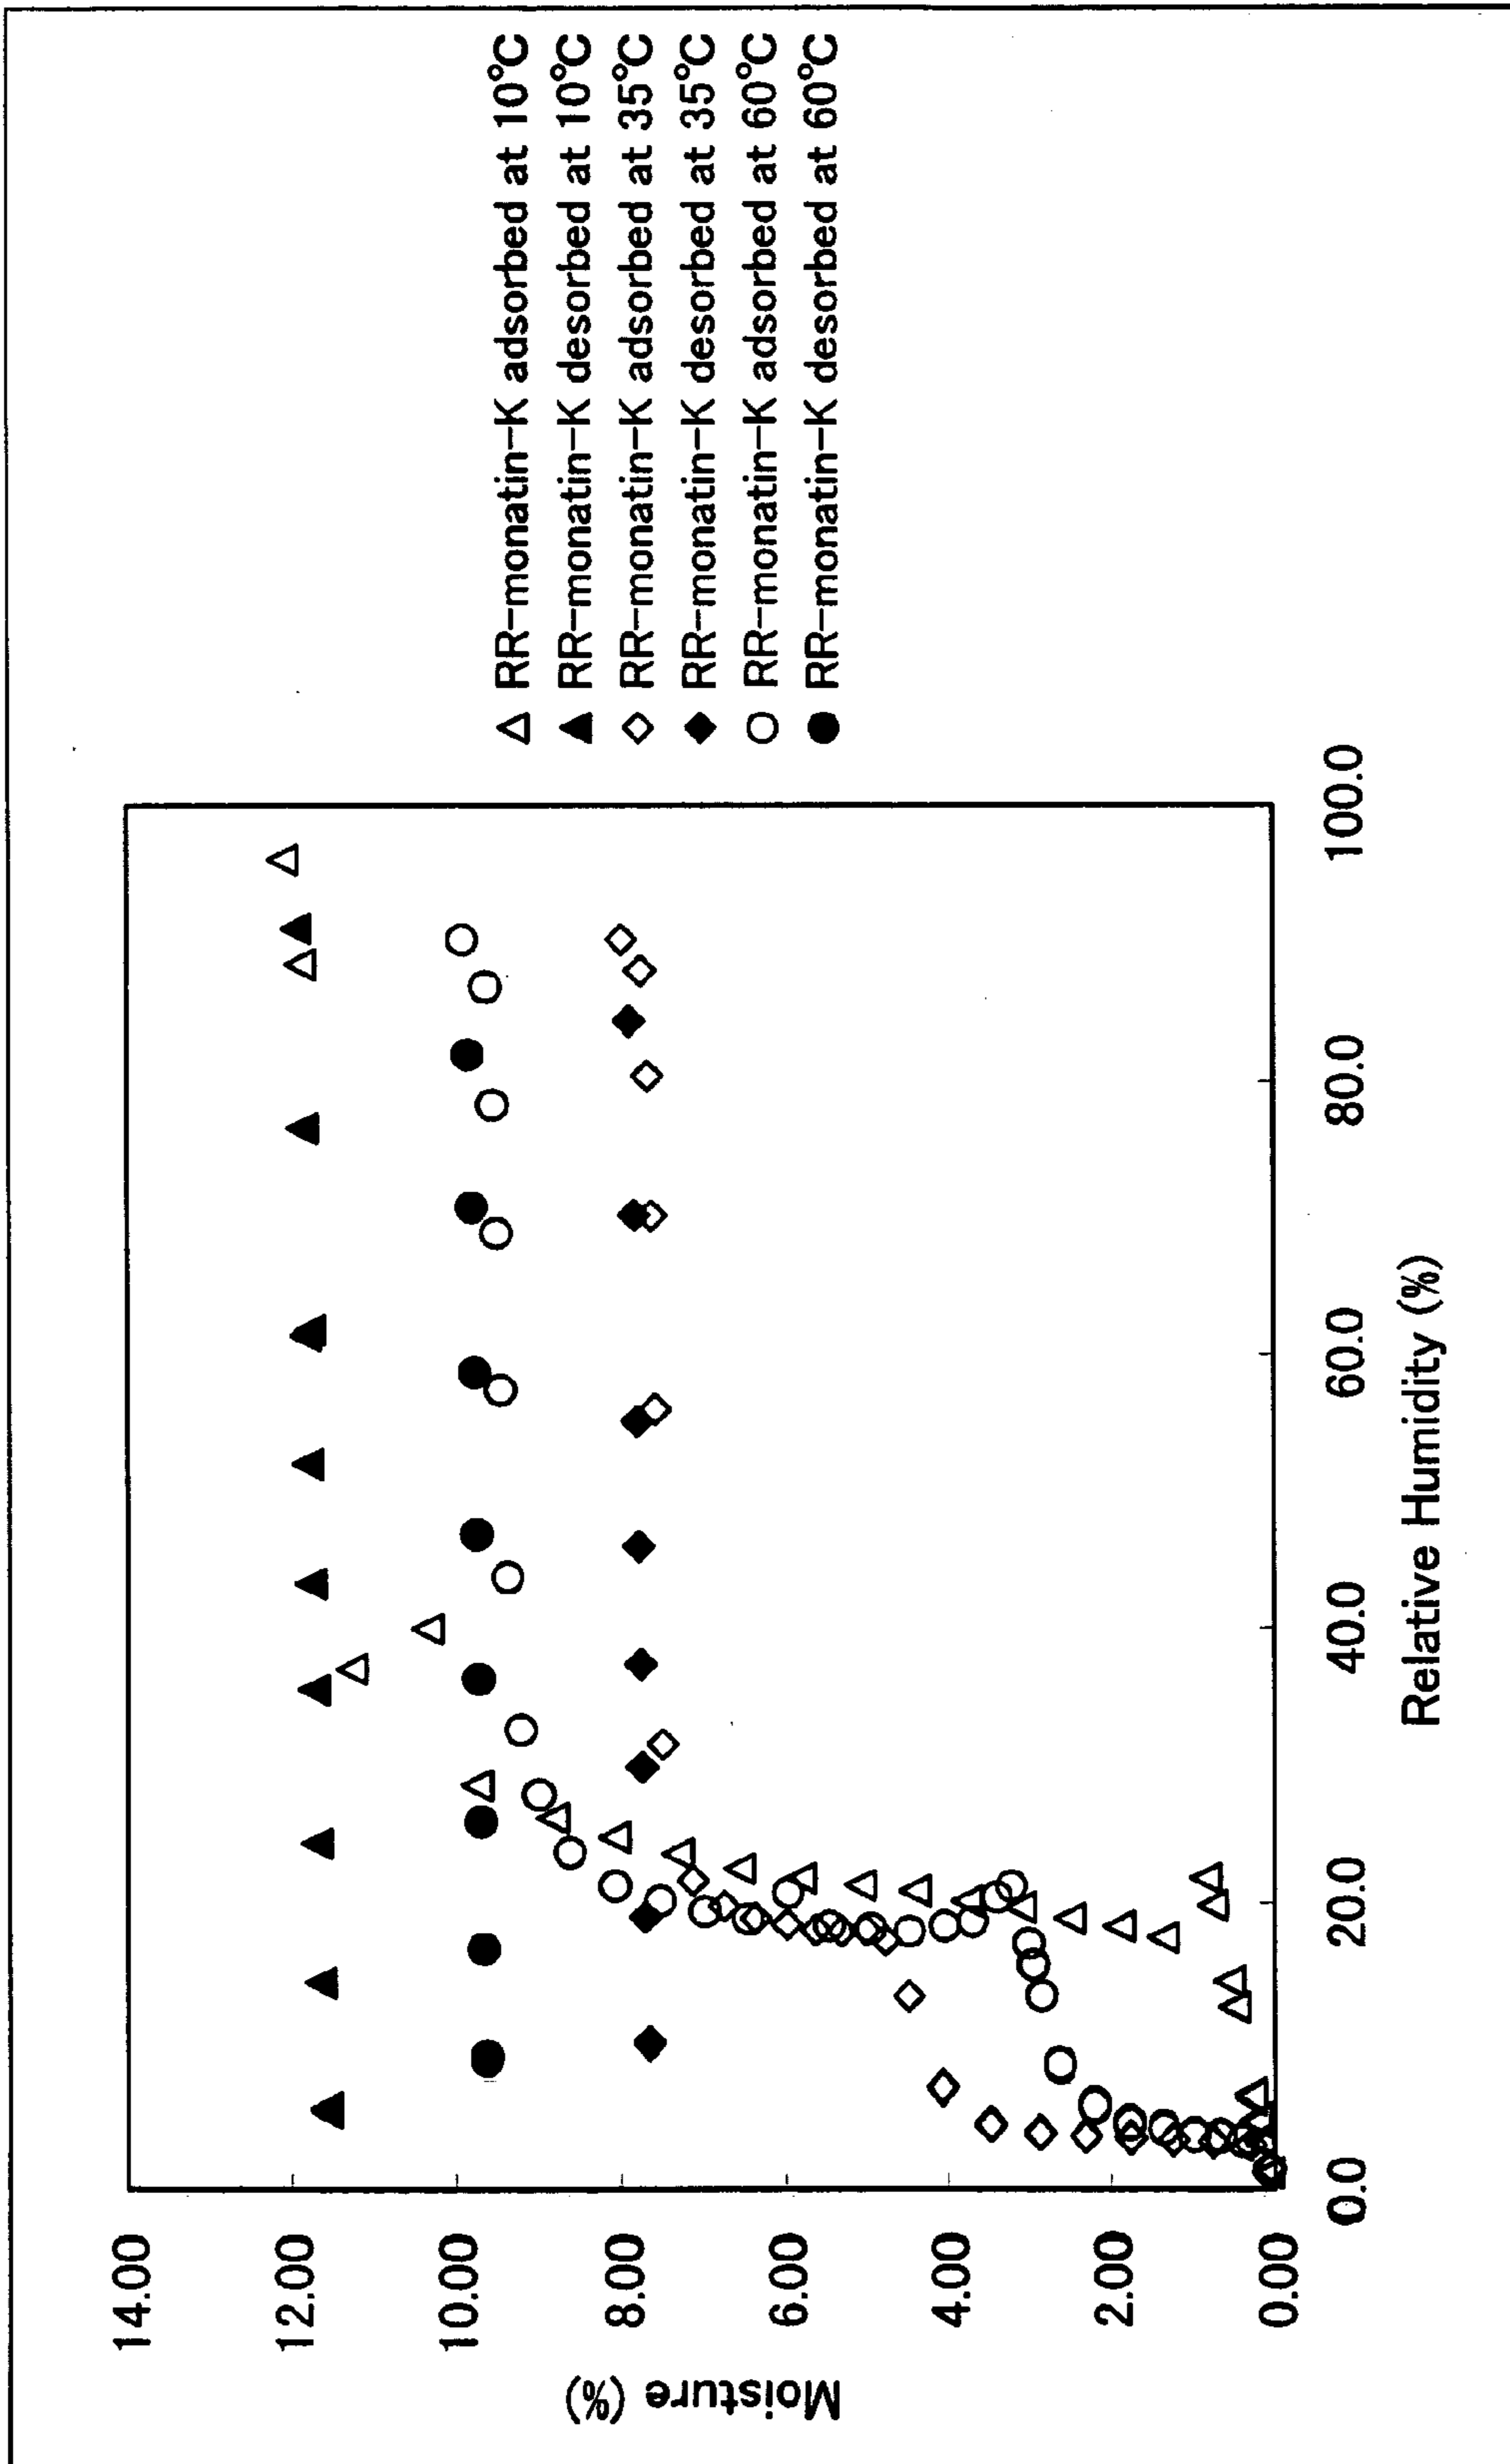 14.00
12.00
10.00
8.00
6.00
4.00
2.00
0.00
Moisture (%)
0.0
20.0
40.0
60.0
80.0
100.0
Relative Humidity (%)
△ RR-monatin-K adsorbed at 10°C
▲ RR-monatin-K desorbed at 10°C
◇ RR-monatin-K adsorbed at 35°C
◆ RR-monatin-K desorbed at 35°C
○ RR-monatin-K adsorbed at 60°C
● RR-monatin-K desorbed at 60°C